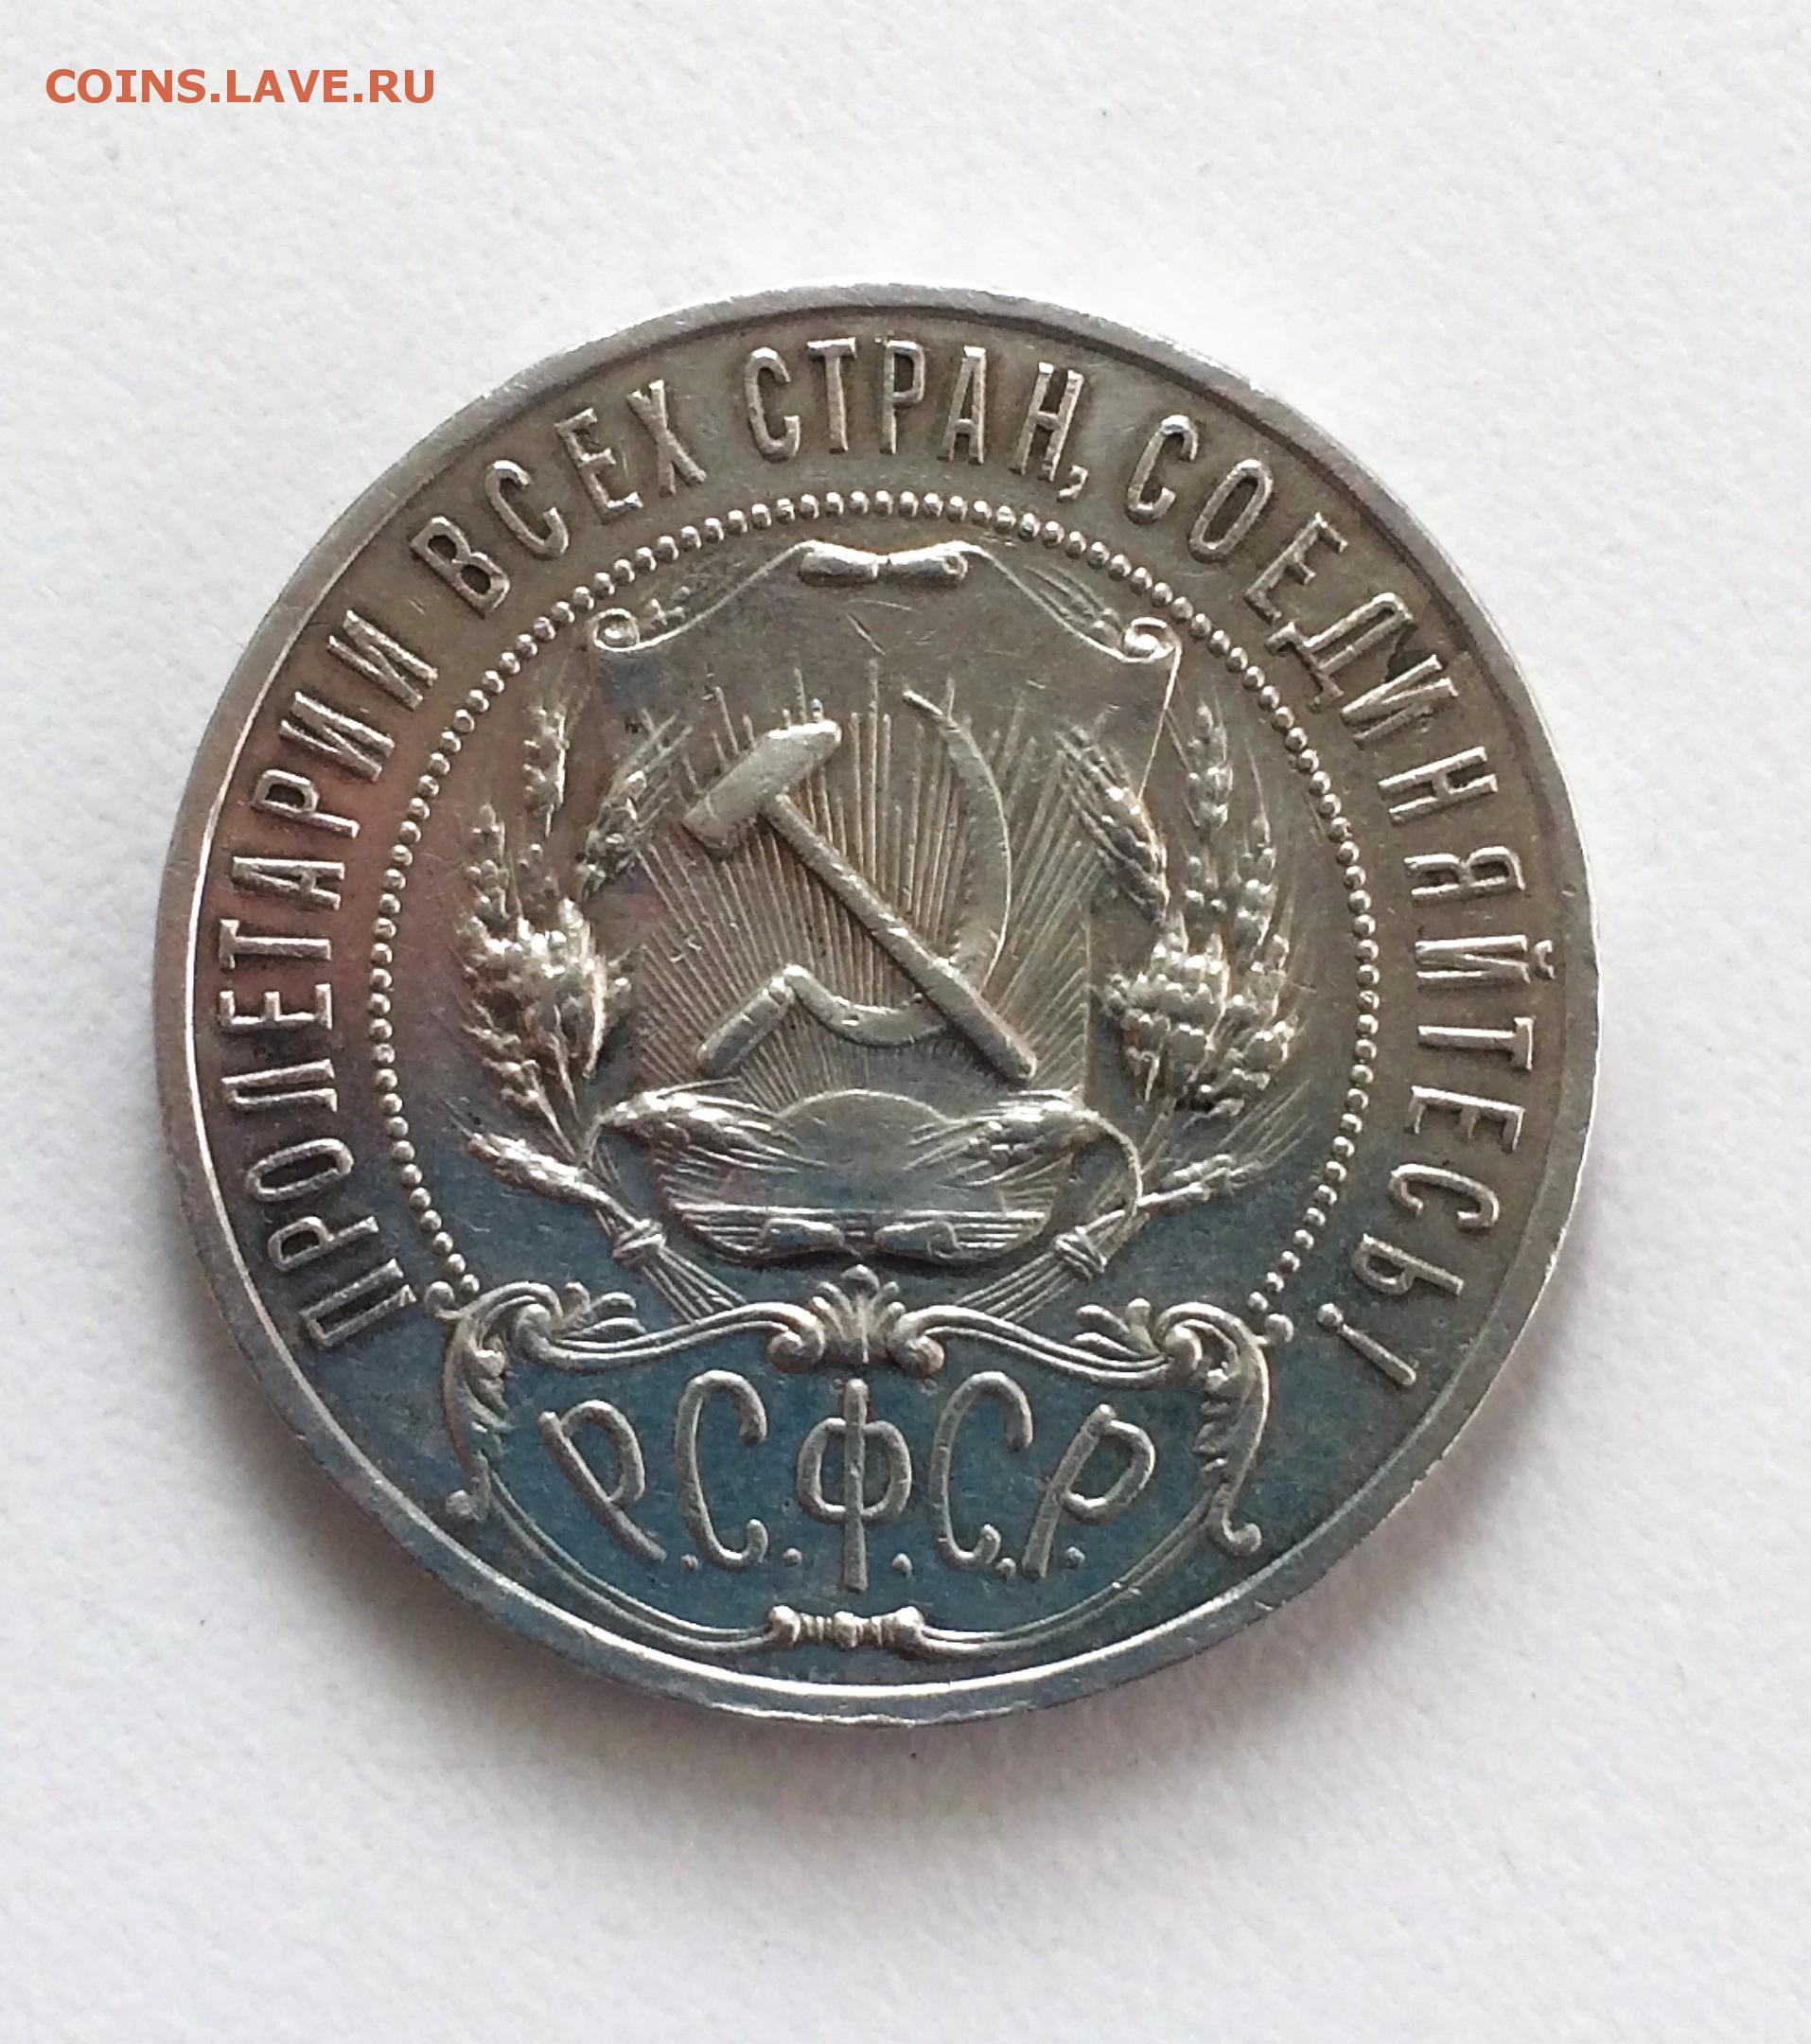 COINS.LAVE.RU
ПРОЛЕТАРИИ ВСЕХ СТРАН, СОЕДИНЯЙТЕСЬ!
Р.С.Ф.С.Р.